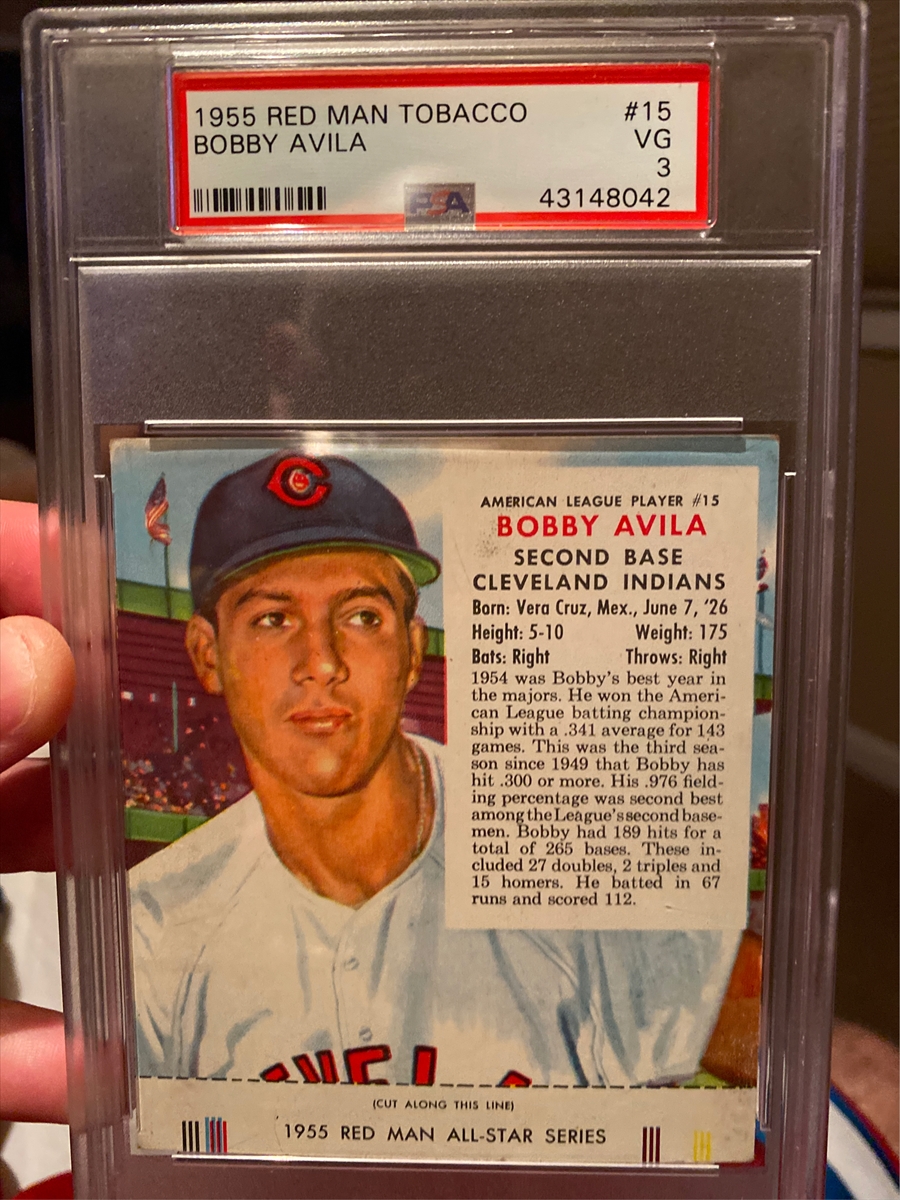 1955 RED MAN TOBACCO #15
BOBBY AVILA VG
3
PSA 43148042
C
AMERICAN LEAGUE PLAYER #15
BOBBY AVILA
SECOND BASE
CLEVELAND INDIANS
Born: Vera Cruz, Mex., June 7, '26
Height: 5-10 Weight: 175
Bats: Right Throws: Right
1954 was Bobby's best year in
the majors. He won the Ameri-
can League batting champion-
ship with a .341 average for 143
games. This was the third sea-
son since 1949 that Bobby has
hit .300 or more. His .976 field-
ing percentage was second best
among the League's second base-
men. Bobby had 189 hits for a
total of 265 bases. These in-
cluded 27 doubles, 2 triples and
15 homers. He batted in 67
runs and scored 112.
(CUT ALONG THIS LINE)
1955 RED MAN ALL-STAR SERIES